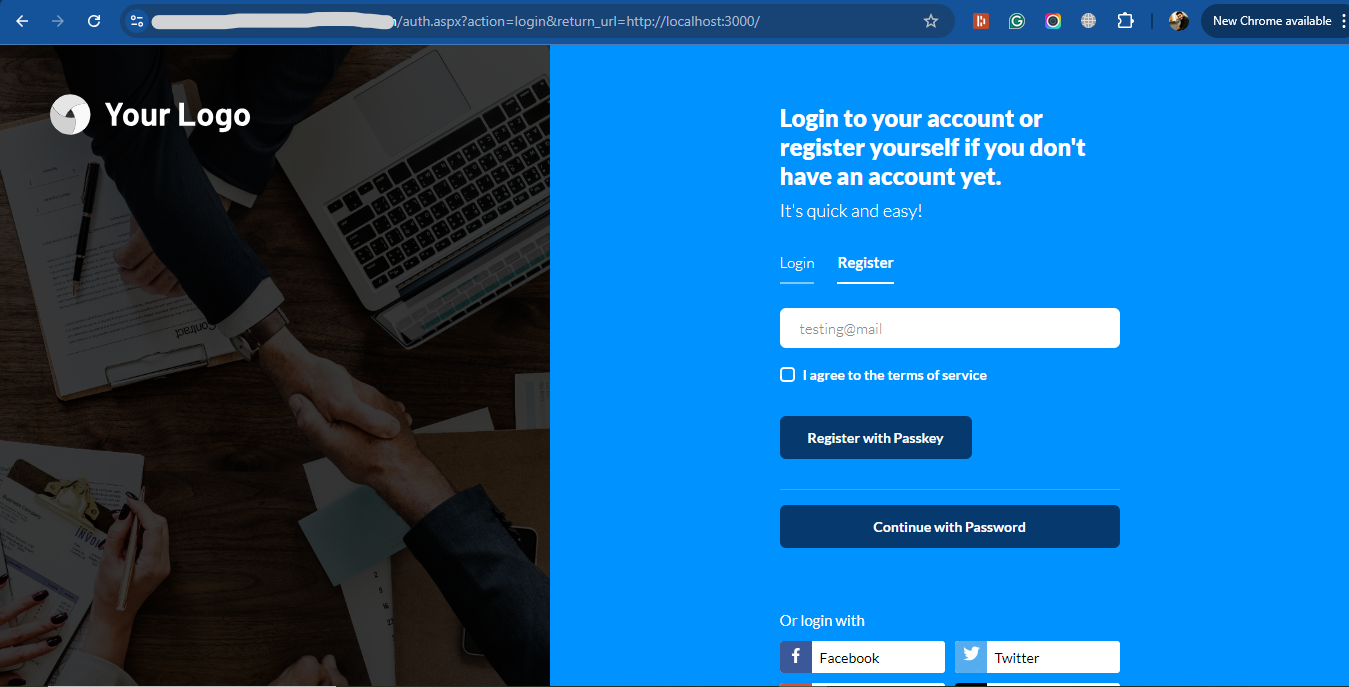 /auth.aspx?action=login&return_url=http://localhost:3000/
New Chrome available
Your Logo
Contract
INVOI
Login to your account or
register yourself if you don't
have an account yet.
It's quick and easy!
Login Register
testing@mail
I agree to the terms of service
Register with Passkey
Continue with Password
Or login with
Facebook Twitter